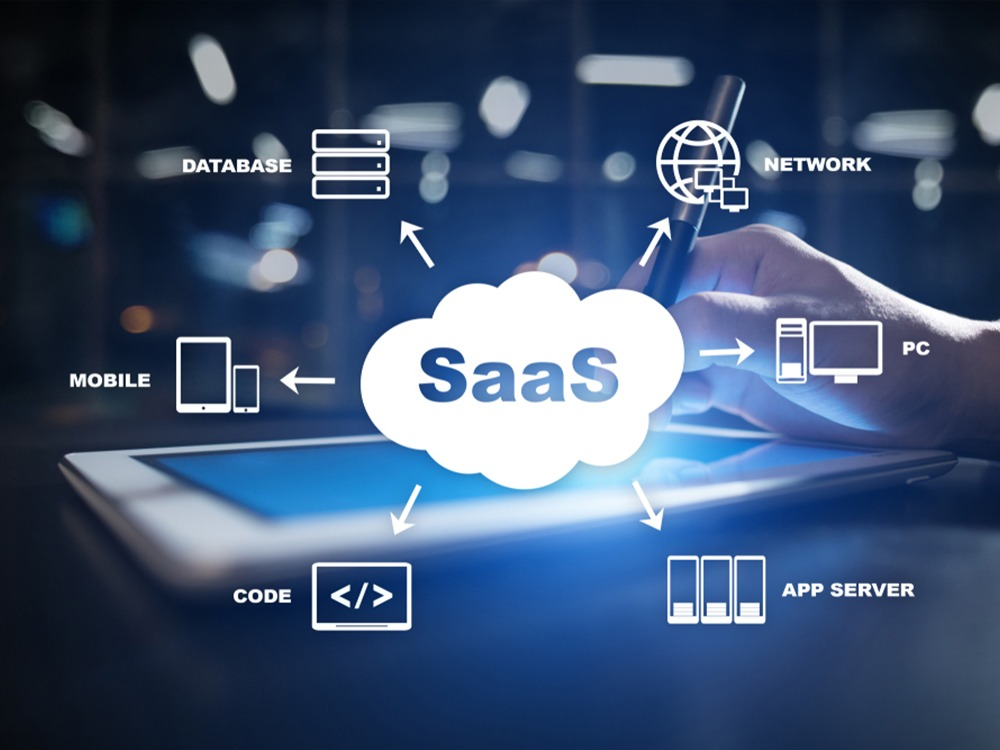 DATABASE
NETWORK
SaaS
PC
MOBILE
CODE
</>
APP SERVER